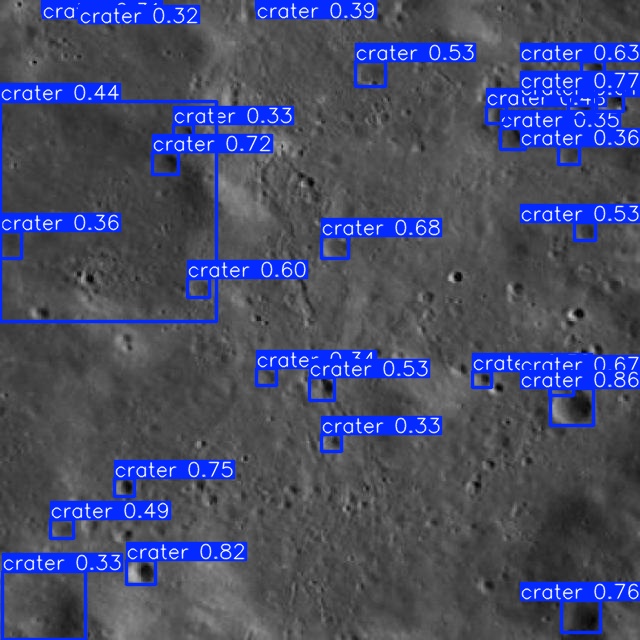 crater 0.32
crater 0.39
crater 0.53
crater 0.63
crater 0.77
crater 0.44
crater 0.33
crater 0.35
crater 0.72
crater 0.36
crater 0.36
crater 0.53
crater 0.68
crater 0.60
crater 0.53
crater 0.67
crater 0.86
crater 0.33
crater 0.75
crater 0.49
crater 0.82
crater 0.33
crater 0.76